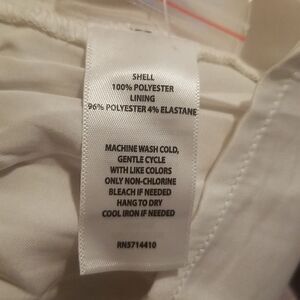 SHELL
100% POLYESTER
LINING
96% POLYESTER 4% ELASTANE
MACHINE WASH COLD,
GENTLE CYCLE
WITH LIKE COLORS
ONLY NON-CHLORINE
BLEACH IF NEEDED
HANG TO DRY
COOL IRON IF NEEDED
RN5714410